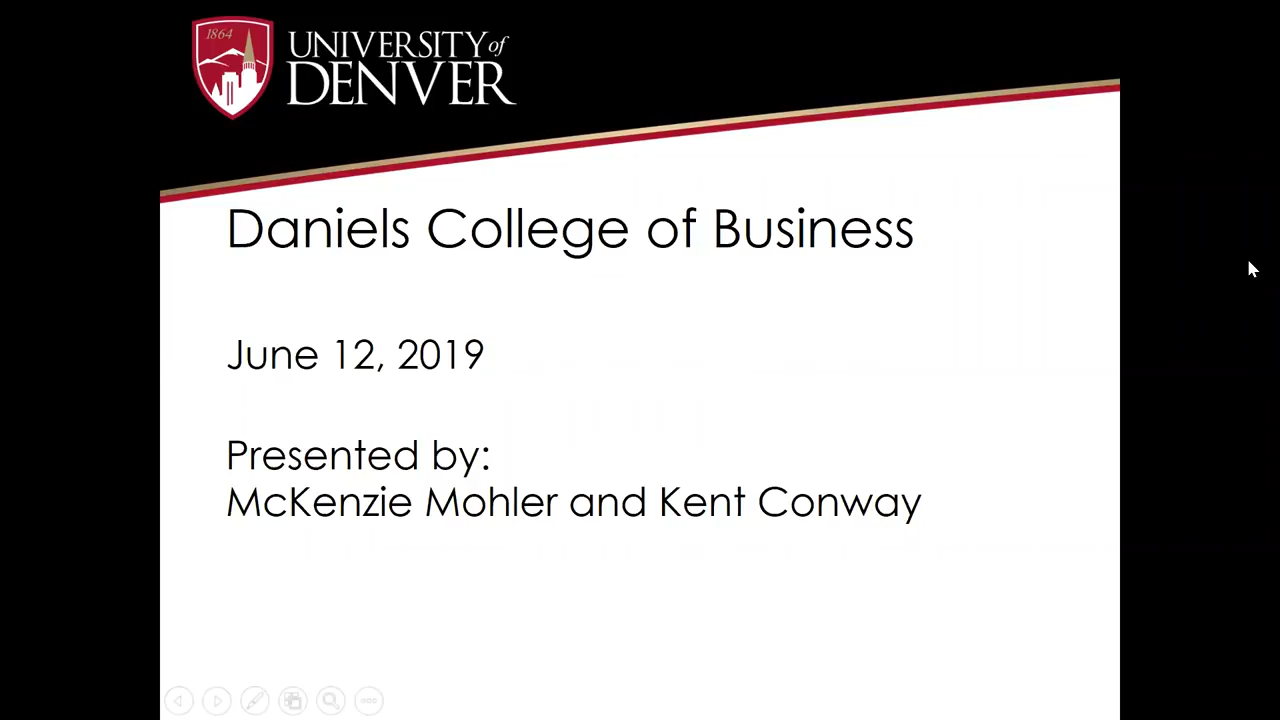 1864
UNIVERSITY of
DENVER
Daniels College of Business
June 12, 2019
Presented by:
McKenzie Mohler and Kent Conway